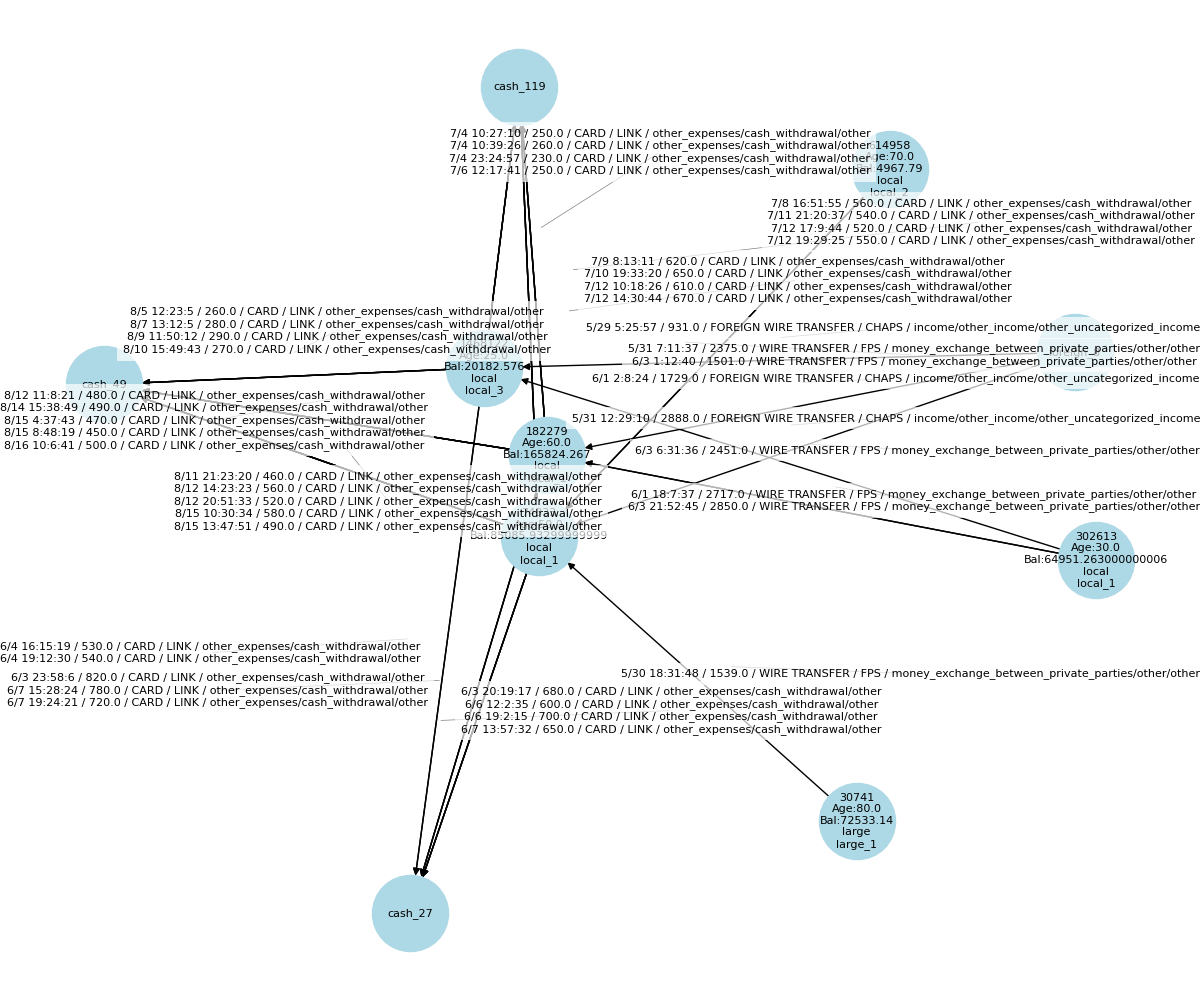 cash_119
7/4 10:27:10 / 250.0 / CARD / LINK / other_expenses/cash_withdrawal/other
7/4 10:39:26 / 260.0 / CARD / LINK / other_expenses/cash_withdrawal/other
7/4 23:24:57 / 230.0 / CARD / LINK / other_expenses/cash_withdrawal/other
7/6 12:17:41 / 250.0 / CARD / LINK / other_expenses/cash_withdrawal/other
14958
Age:70.0
4967.79
local
local_2
7/8 16:51:55 / 560.0 / CARD / LINK / other_expenses/cash_withdrawal/other
7/11 21:20:37 / 540.0 / CARD / LINK / other_expenses/cash_withdrawal/other
7/12 17:9:44 / 520.0 / CARD / LINK / other_expenses/cash_withdrawal/other
7/12 19:29:25 / 550.0 / CARD / LINK / other_expenses/cash_withdrawal/other
7/9 8:13:11 / 620.0 / CARD / LINK / other_expenses/cash_withdrawal/other
7/10 19:33:20 / 650.0 / CARD / LINK / other_expenses/cash_withdrawal/other
7/12 10:18:26 / 610.0 / CARD / LINK / other_expenses/cash_withdrawal/other
7/12 14:30:44 / 670.0 / CARD / LINK / other_expenses/cash_withdrawal/other
8/5 12:23:5 / 260.0 / CARD / LINK / other_expenses/cash_withdrawal/other
8/7 13:12:5 / 280.0 / CARD / LINK / other_expenses/cash_withdrawal/other
8/9 11:50:12 / 290.0 / CARD / LINK / other_expenses/cash_withdrawal/other
8/10 15:49:43 / 270.0 / CARD / LINK / other_expenses/cash_withdrawal/other
5/29 5:25:57 / 931.0 / FOREIGN WIRE TRANSFER / CHAPS / income/other_income/other_uncategorized_income
5/31 7:11:37 / 2375.0 / WIRE TRANSFER / FPS / money_exchange_between_private_parties/other/other
6/3 1:12:40 / 1501.0 / WIRE TRANSFER / FPS / money_exchange_between_private_parties/other/other
6/1 2:8:24 / 1729.0 / FOREIGN WIRE TRANSFER / CHAPS / income/other_income/other_uncategorized_income
Age:25.0
Bal:20182.576
local
local_3
cash_49
8/12 11:8:21 / 480.0 / CARD / LINK / other_expenses/cash_withdrawal/other
8/14 15:38:49 / 490.0 / CARD / LINK / other_expenses/cash_withdrawal/other
8/15 4:37:43 / 470.0 / CARD / LINK / other_expenses/cash_withdrawal/other
8/15 8:48:19 / 450.0 / CARD / LINK / other_expenses/cash_withdrawal/other
8/16 10:6:41 / 500.0 / CARD / LINK / other_expenses/cash_withdrawal/other
5/31 12:29:10 / 2888.0 / FOREIGN WIRE TRANSFER / CHAPS / income/other_income/other_uncategorized_income
182279
Age:60.0
Bal:165824.267
local
6/3 6:31:36 / 2451.0 / WIRE TRANSFER / FPS / money_exchange_between_private_parties/other/other
8/11 21:23:20 / 460.0 / CARD / LINK / other_expenses/cash_withdrawal/other
8/12 14:23:23 / 560.0 / CARD / LINK / other_expenses/cash_withdrawal/other
8/12 20:51:33 / 520.0 / CARD / LINK / other_expenses/cash_withdrawal/other
8/15 10:30:34 / 580.0 / CARD / LINK / other_expenses/cash_withdrawal/other
8/15 13:47:51 / 490.0 / CARD / LINK / other_expenses/cash_withdrawal/other
6/1 18:7:37 / 2717.0 / WIRE TRANSFER / FPS / money_exchange_between_private_parties/other/other
6/3 21:52:45 / 2850.0 / WIRE TRANSFER / FPS / money_exchange_between_private_parties/other/other
Bal:85085.93299999999
local
local_1
302613
Age:30.0
Bal:64951.263000000006
local
local_1
6/4 16:15:19 / 530.0 / CARD / LINK / other_expenses/cash_withdrawal/other
6/4 19:12:30 / 540.0 / CARD / LINK / other_expenses/cash_withdrawal/other
6/3 23:58:6 / 820.0 / CARD / LINK / other_expenses/cash_withdrawal/other
6/7 15:28:24 / 780.0 / CARD / LINK / other_expenses/cash_withdrawal/other
6/7 19:24:21 / 720.0 / CARD / LINK / other_expenses/cash_withdrawal/other
5/30 18:31:48 / 1539.0 / WIRE TRANSFER / FPS / money_exchange_between_private_parties/other/other
6/3 20:19:17 / 680.0 / CARD / LINK / other_expenses/cash_withdrawal/other
6/6 12:2:35 / 600.0 / CARD / LINK / other_expenses/cash_withdrawal/other
6/6 19:2:15 / 700.0 / CARD / LINK / other_expenses/cash_withdrawal/other
6/7 13:57:32 / 650.0 / CARD / LINK / other_expenses/cash_withdrawal/other
30741
Age:80.0
Bal:72533.14
large
large_1
cash_27